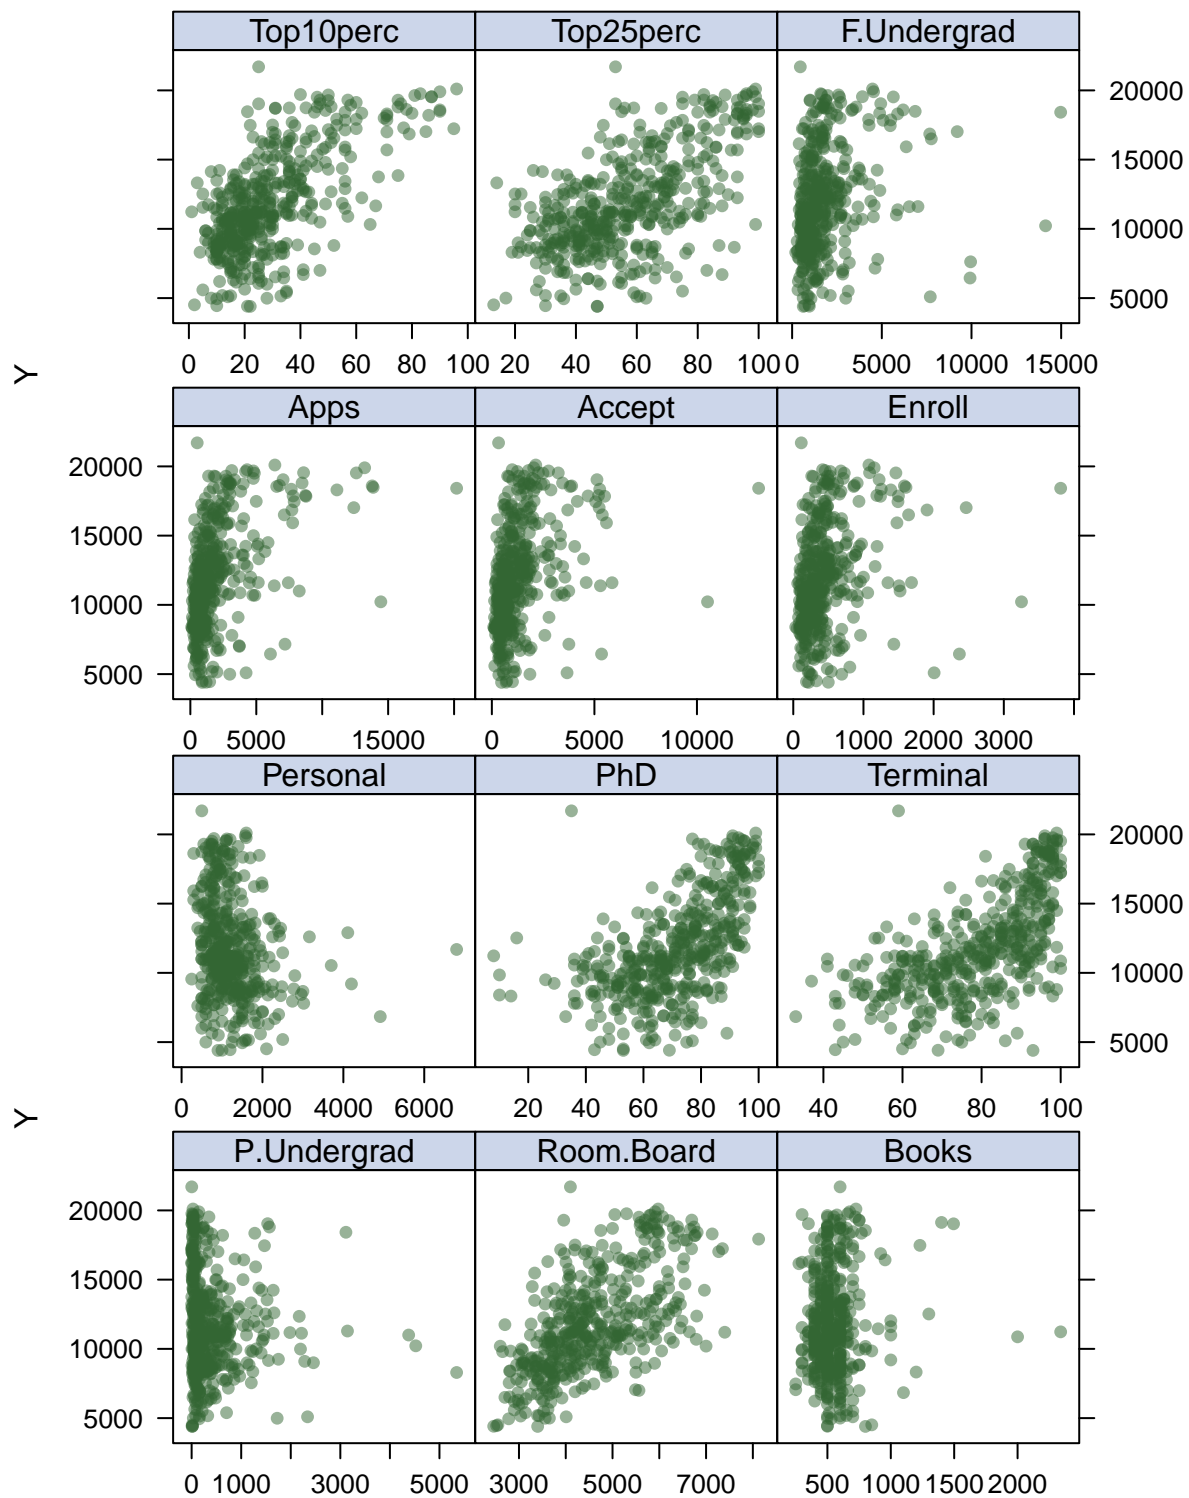 Top10perc Top25perc F.Undergrad
20000
15000
10000
5000
0 20 40 60 80 100 20 40 60 80 100 0 5000 10000 15000
Y
Apps Accept Enroll
20000
15000
10000
5000
0 5000 15000 0 5000 10000 0 1000 2000 3000
Personal PhD Terminal
20000
15000
10000
5000
0 2000 4000 6000 20 40 60 80 100 40 60 80 100
Y
P.Undergrad Room.Board Books
20000
15000
10000
5000
0 1000 3000 5000 3000 5000 7000 500 1000 1500 2000